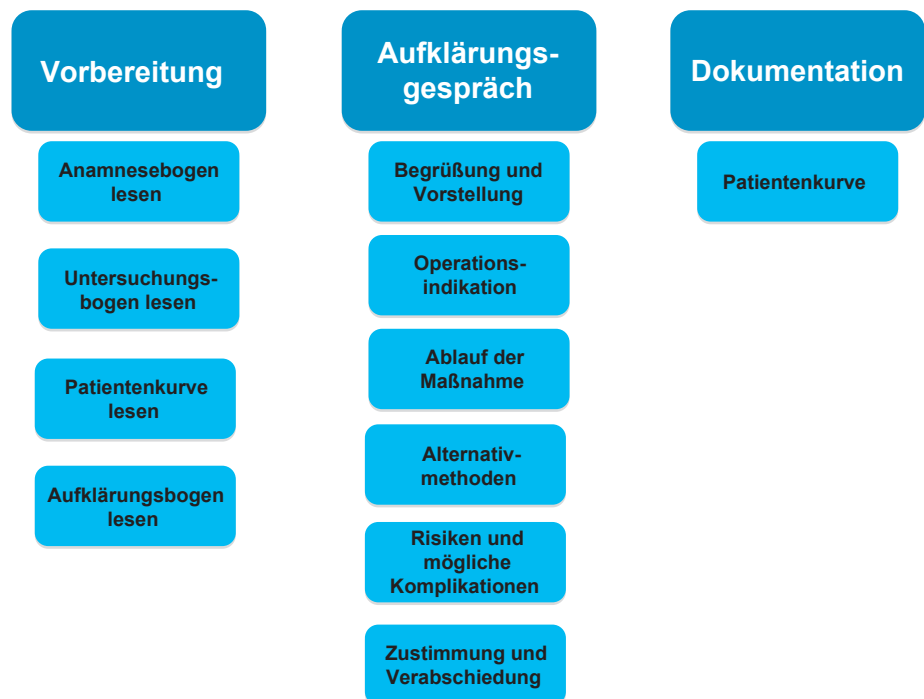 Vorbereitung
Anamnesebogen
lesen
Untersuchungs-
bogen lesen
Patientenkurve
lesen
Aufklärungsbogen
lesen
Aufklärungs-
gespräch
Begrüßung und
Vorstellung
Operations-
indikation
Ablauf der
Maßnahme
Alternativ-
methoden
Risiken und
mögliche
Komplikationen
Zustimmung und
Verabschiedung
Dokumentation
Patientenkurve